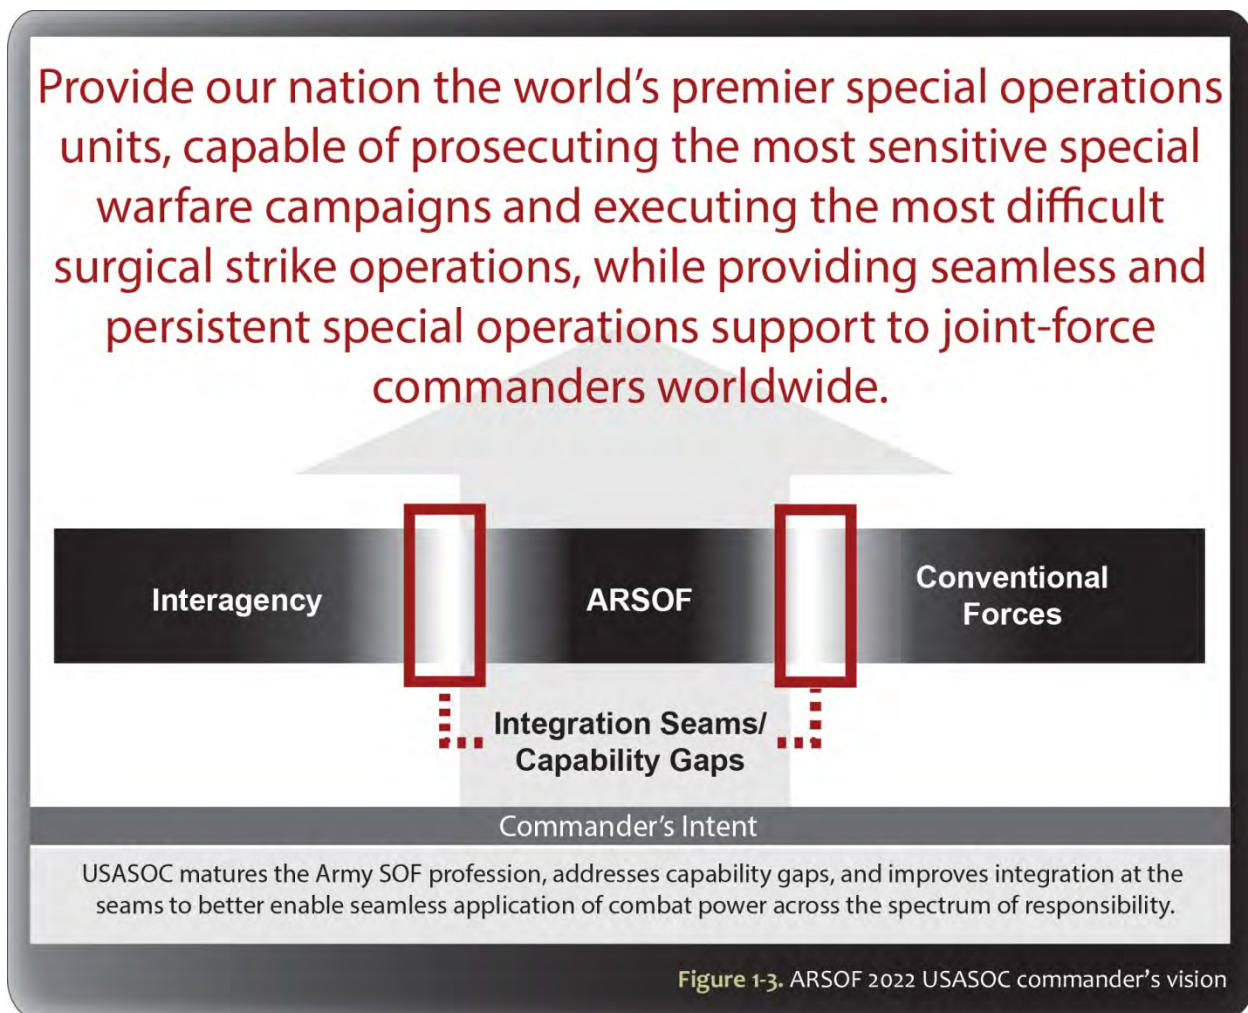 Provide our nation the world’s premier special operations
units, capable of prosecuting the most sensitive special
warfare campaigns and executing the most difficult
surgical strike operations, while providing seamless and
persistent special operations support to joint-force
commanders worldwide.
Interagency
ARSOF
Conventional
Forces
Integration Seams/
Capability Gaps
Commander’s Intent
USASOC matures the Army SOF profession, addresses capability gaps, and improves integration at the
seams to better enable seamless application of combat power across the spectrum of responsibility.
Figure 1-3. ARSOF 2022 USASOC commander’s vision